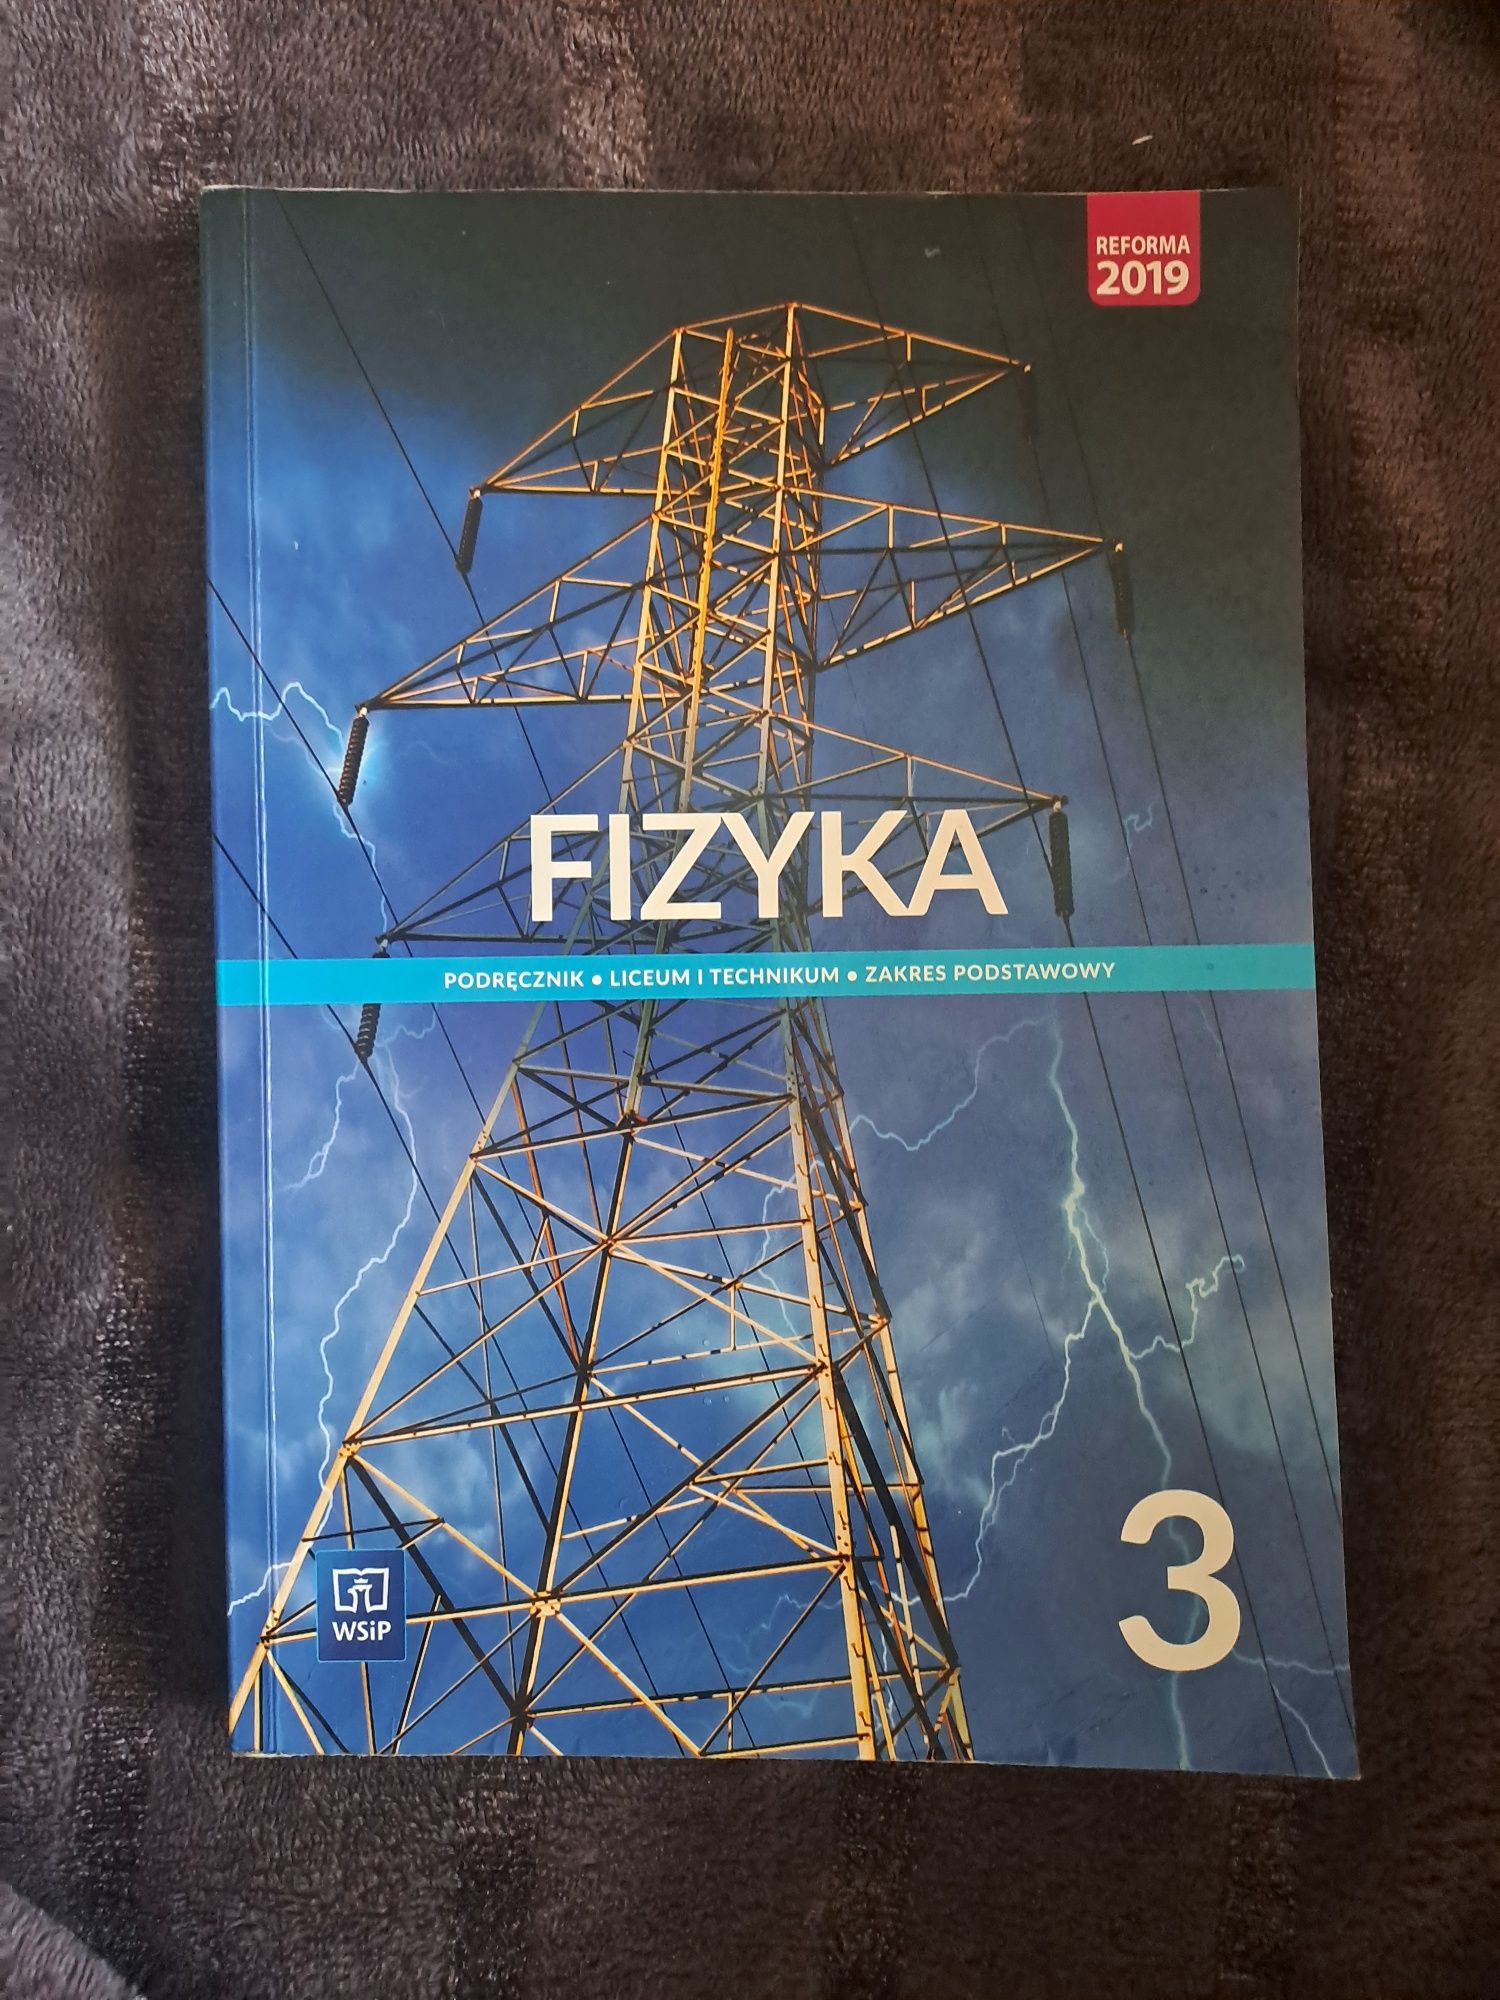 REFORMA
2019
FIZYKA
PODRĘCZNIK • LICEUM I TECHNIKUM • ZAKRES PODSTAWOWY
3
WSiP